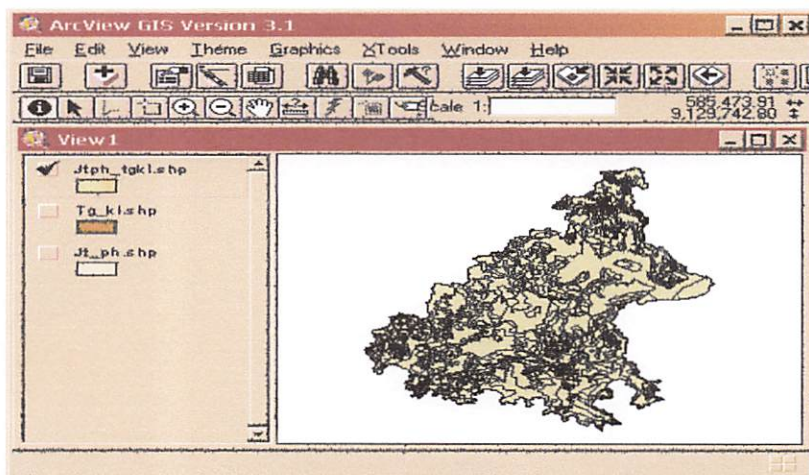 ArcView GIS Version 3.1
File Edit View Theme Graphics XTools Window Help
cale 1:
585,473.91
9,129,742.80
View1
Jtph_tgkl.shp
Tg_kl.shp
Jt_ph.shp